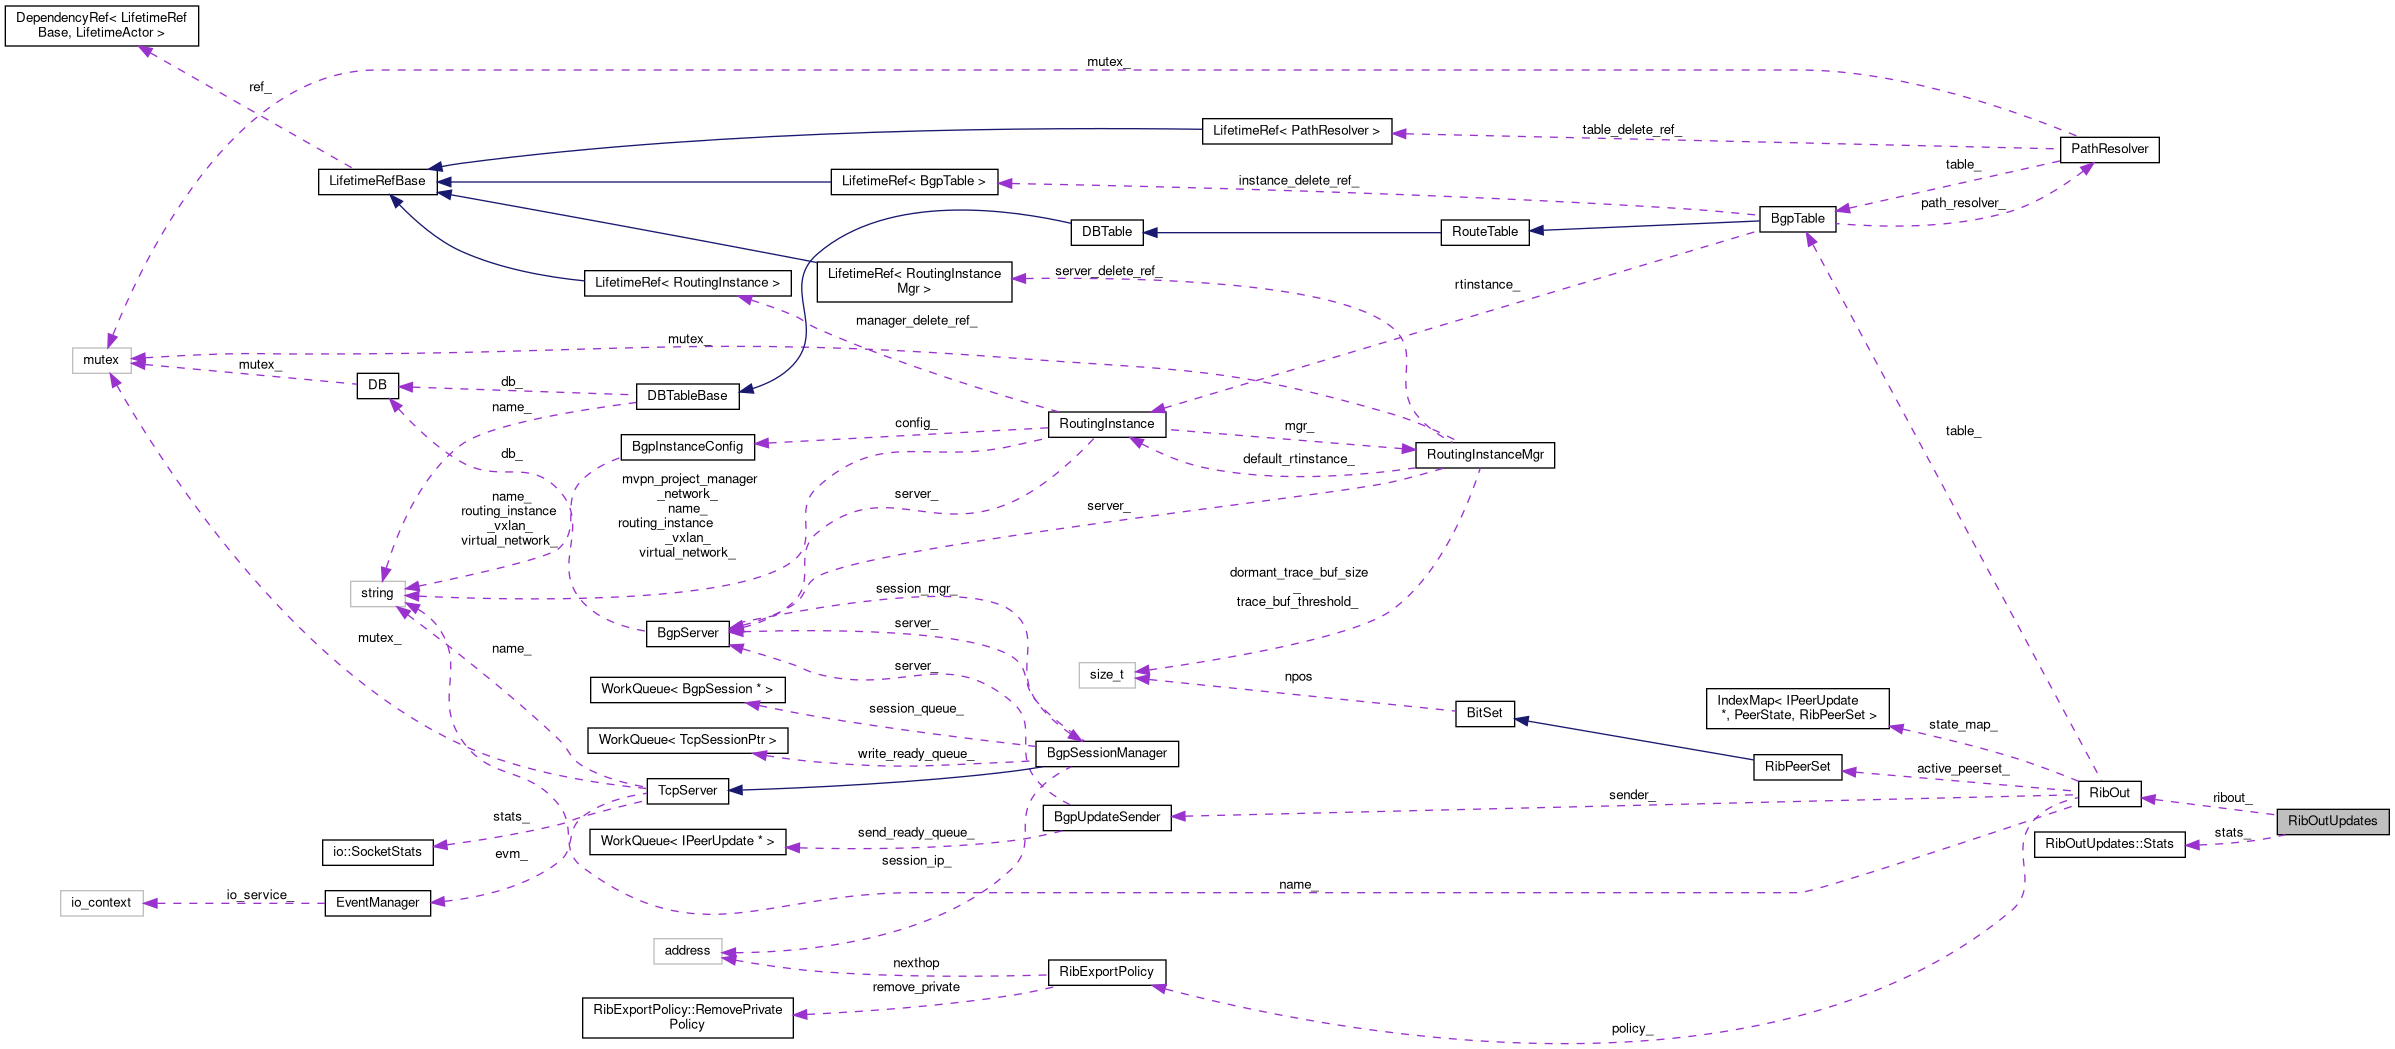 DependencyRef< LifetimeRef
Base, LifetimeActor >
mutex_
ref_
LifetimeRef< PathResolver >
table_delete_ref_
PathResolver
LifetimeRefBase
LifetimeRef< BgpTable >
instance_delete_ref_
table_
path_resolver_
BgpTable
DBTable
RouteTable
LifetimeRef< RoutingInstance >
LifetimeRef< RoutingInstance
Mgr >
server_delete_ref_
rtinstance_
manager_delete_ref_
mutex_
mutex
mutex_
DB
db_
DBTableBase
name_
RoutingInstance
config_
BgpInstanceConfig
mgr_
RoutingInstanceMgr
default_rtinstance_
table_
db_
mvpn_project_manager
_network_
name_
routing_instance
_vxlan_
virtual_network_
name_
routing_instance
_vxlan_
virtual_network_
server_
server_
string
session_mgr_
dormant_trace_buf_size
_
trace_buf_threshold_
BgpServer
server_
mutex_
name_
server_
size_t
npos
WorkQueue< BgpSession * >
session_queue_
BitSet
IndexMap< IPeerUpdate
*, PeerState, RibPeerSet >
state_map_
WorkQueue< TcpSessionPtr >
write_ready_queue_
BgpSessionManager
RibPeerSet
active_peerset_
TcpServer
sender_
RibOut
ribout_
RibOutUpdates
BgpUpdateSender
stats_
send_ready_queue_
WorkQueue< IPeerUpdate * >
stats_
RibOutUpdates::Stats
io::SocketStats
evm_
session_ip_
name_
io_context
io_service_
EventManager
address
nexthop
RibExportPolicy
remove_private
RibExportPolicy::RemovePrivate
Policy
policy_